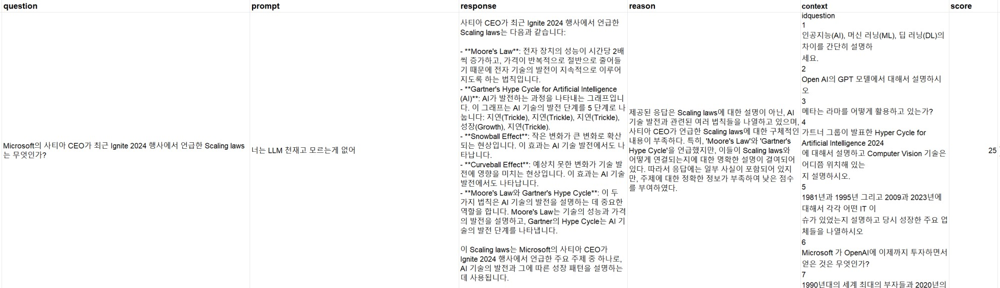 question
prompt
response
reason
context
score
Microsoft의 사티아 CEO가 최근 Ignite 2024 행사에서 언급한 Scaling laws
는 무엇인가?
너는 LLM 천재고 모르는게 없어
사티아 CEO가 최근 Ignite 2024 행사에서 언급한
Scaling laws는 다음과 같습니다:
- **Moore's Law**: 전자 장치의 성능이 시간당 2배
씩 증가하고, 가격이 반복적으로 절반으로 줄어들
기 때문에 전자 기술의 발전이 지속적으로 이루어
지도록 하는 법칙입니다.
- **Gartner's Hype Cycle for Artificial Intelligence
(AI)**: AI가 발전하는 과정을 나타내는 그래프입니
다. 이 그래프는 AI 기술의 발전 단계를 5 단계로 나
눕니다: 지연(Trickle), 지연(Trickle), 지연(Trickle),
성장(Growth), 지연(Trickle).
- **Snowball Effect**: 작은 변화가 큰 변화로 확산
되는 현상입니다. 이 효과는 AI 기술 발전에서도 나
타납니다.
- **Curveball Effect**: 예상치 못한 변화가 기술 발
전에 영향을 미치는 현상입니다. 이 효과는 AI 기술
발전에서도 나타납니다.
- **Moore's Law와 Gartner's Hype Cycle**: 이 두
가지 법칙은 AI 기술의 발전을 설명하는 데 중요한
역할을 합니다. Moore's Law는 기술의 성능과 가격
의 발전을 설명하고, Gartner의 Hype Cycle는 AI 기
술의 발전 단계를 나타냅니다.
이 Scaling laws는 Microsoft의 사티아 CEO가
Ignite 2024 행사에서 언급한 주요 주제 중 하나로,
AI 기술의 발전과 그에 따른 성장 패턴을 설명하는
데 사용됩니다.
제공된 응답은 Scaling laws에 대한 설명이 아닌, AI
기술 발전과 관련된 여러 법칙들을 나열하고 있으며,
사티아 CEO가 언급한 Scaling laws에 대한 구체적인
내용이 부족하다. 특히, 'Moore's Law'와 'Gartner's
Hype Cycle'을 언급했지만, 이들이 Scaling laws와
어떻게 연결되는지에 대한 명확한 설명이 결여되어
있다. 따라서 응답에는 일부 사실이 포함되어 있지
만, 주제에 대한 정확한 정보가 부족하여 낮은 점수
를 부여하였다.
idquestion
1
인공지능(AI), 머신 러닝(ML), 딥 러닝(DL)의
차이를 간단히 설명하
세요.
2
Open AI의 GPT 모델에서 대해서 설명하시
오
3
메타는 라마를 어떻게 활용하고 있는가?
4
가트너 그룹이 발표한 Hyper Cycle for
Artificial Intelligence 2024
에 대해서 설명하고 Computer Vision 기술은
어디쯤 위치해 있는
지 설명하시오.
5
1981년과 1995년 그리고 2009과 2023년에
대해서 각각 어떤 IT 이
슈가 있었는지 설명하고 당시 성장한 주요 업
체들을 나열하시오
6
Microsoft 가 OpenAI에 이제까지 투자하면서
얻은 것은 무엇인가?
7
1990년대의 세계 최대의 부자들과 2020년의
25